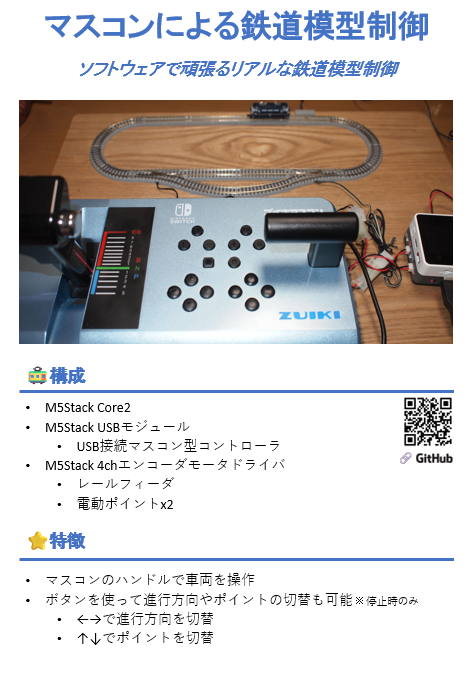 マスコンによる鉄道模型制御
ソフトウェアで頑張るリアルな鉄道模型制御
SWITCH
B
N
P
ZUIKI
構成
• M5Stack Core2
• M5Stack USBモジュール
• USB接続マスコン型コントローラ
• M5Stack 4chエンコーダモータドライバ
• レールフィーダ
• 電動ポイントx2
GitHub
特徴
• マスコンのハンドルで車両を操作
• ボタンを使って進行方向やポイントの切替も可能 ※停止時のみ
• ←→で進行方向を切替
• ↑↓でポイントを切替